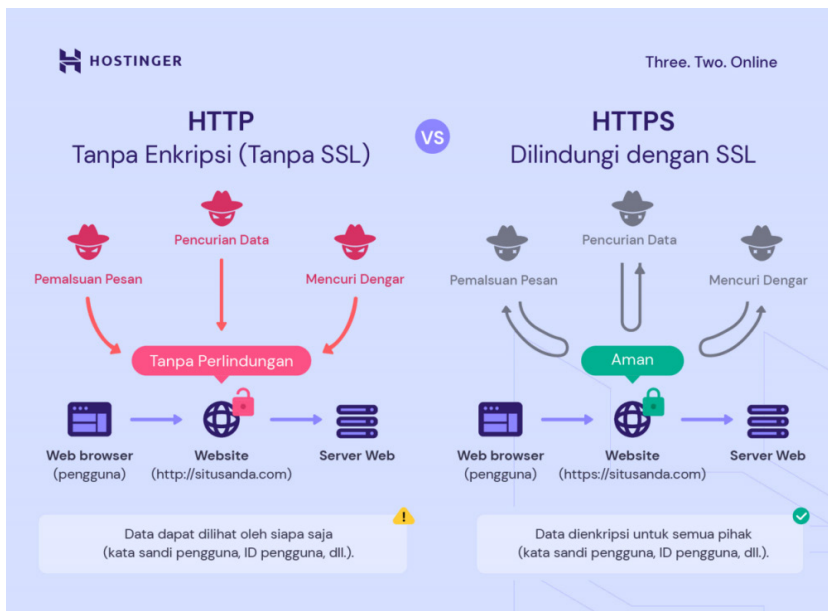 HOSTINGER
Three. Two. Online
HTTP
Tanpa Enkripsi (Tanpa SSL)
VS
HTTPS
Dilindungi dengan SSL
Pencurian Data
Pemalsuan Pesan
Mencuri Dengar
Tanpa Perlindungan
Web browser
(pengguna)
Website
(http://situsanda.com)
Server Web
Data dapat dilihat oleh siapa saja
(kata sandi pengguna, ID pengguna, dll.).
Pencurian Data
Pemalsuan Pesan
Mencuri Dengar
Aman
Web browser
(pengguna)
Website
(https://situsanda.com)
Server Web
Data dienkripsi untuk semua pihak
(kata sandi pengguna, ID pengguna, dll.).